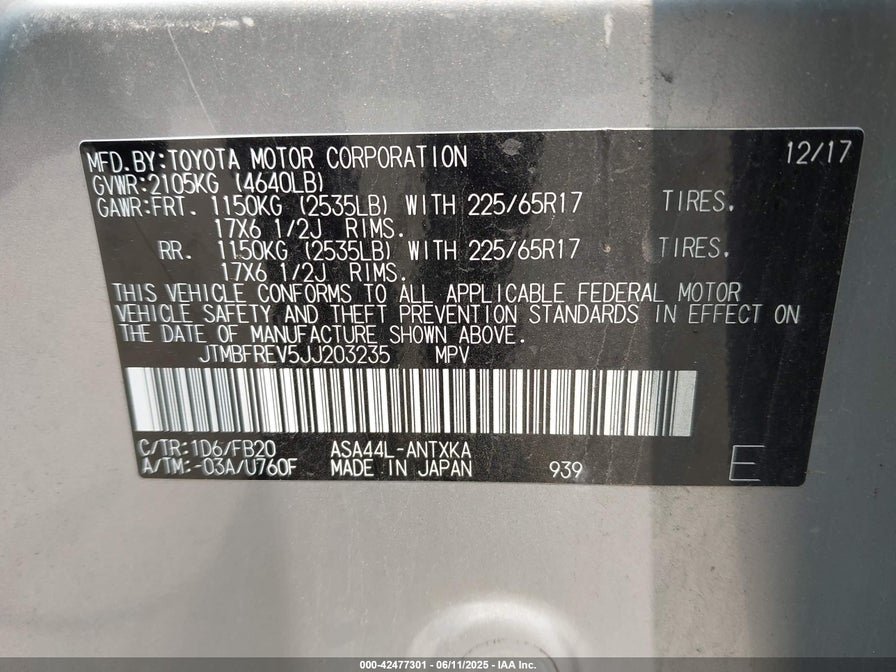 MFD.BY:TOYOTA MOTOR CORPORATION 12/17
GVWR:2105KG (4640LB)
GAWR:FRT. 1150KG (2535LB) WITH 225/65R17 TIRES.
17X6 1/2J RIMS.
RR. 1150KG (2535LB) WITH 225/65R17 TIRES.
17X6 1/2J RIMS.
THIS VEHICLE CONFORMS TO ALL APPLICABLE FEDERAL MOTOR
VEHICLE SAFETY AND THEFT PREVENTION STANDARDS IN EFFECT ON
THE DATE OF MANUFACTURE SHOWN ABOVE.
JTMBFREV5JJ203235 MPV
C/TR:1D6/FB20 ASA44L-ANTXKA
A/TM:-03A/U760F MADE IN JAPAN 939 E
000-42477301 - 06/11/2025 - IAA Inc.